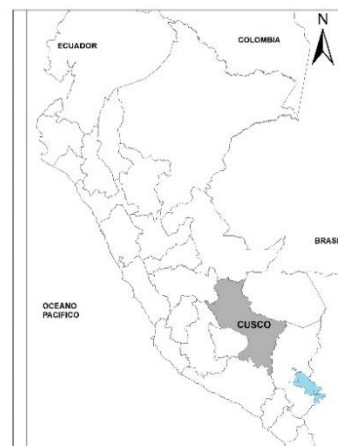 N
ECUADOR
COLOMBIA
BRASI
OCEANO
PACIFICO
CUSCO